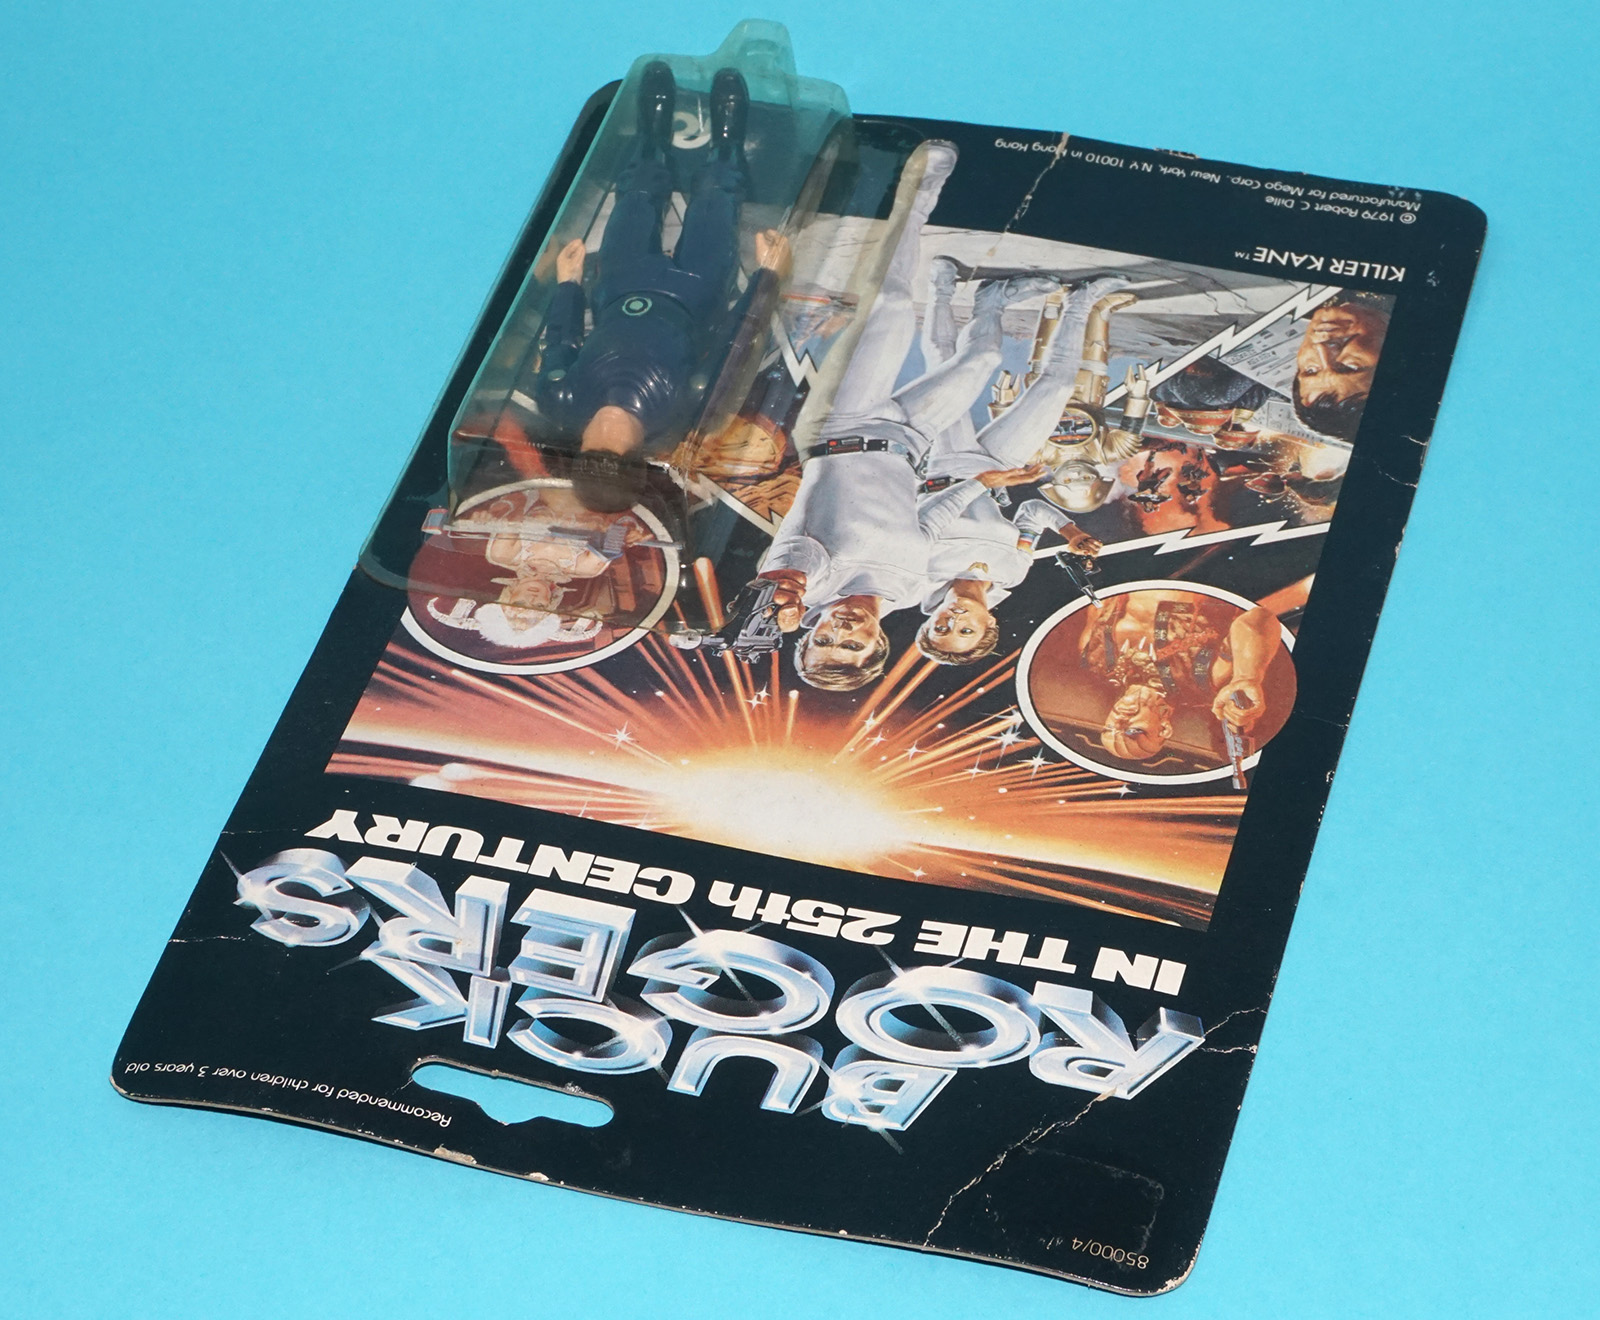 85000/4
Recommended for children over 3 years old
BUCK
ROGERS
IN THE 25th CENTURY
KILLER KANE™
© 1979 Robert C Dille
Manufactured for Mego Corp. New York, N.Y. 10010 in Hong Kong